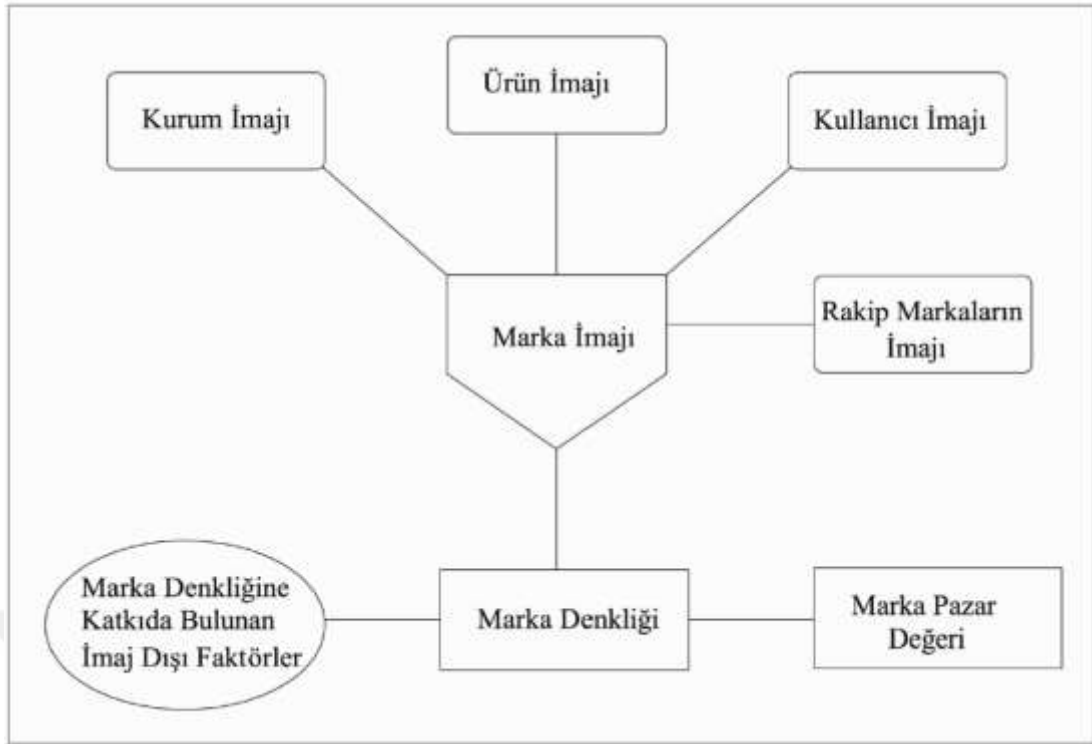 Ürün İmajı
Kurum İmajı
Kullanıcı İmajı
Marka İmajı
Rakip Markaların
İmajı
Marka Denkliğine
Katkıda Bulunan
İmaj Dışı Faktörler
Marka Denkliği
Marka Pazar
Değeri